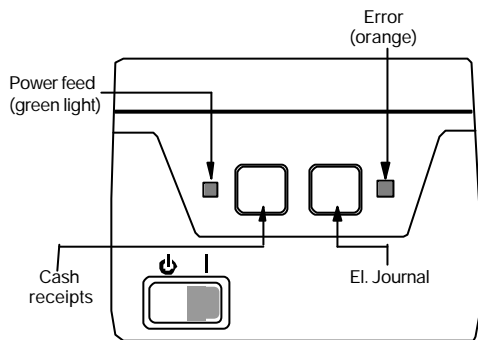 Error
(orange)
Power feed
(green light)
Cash
receipts
El. Journal